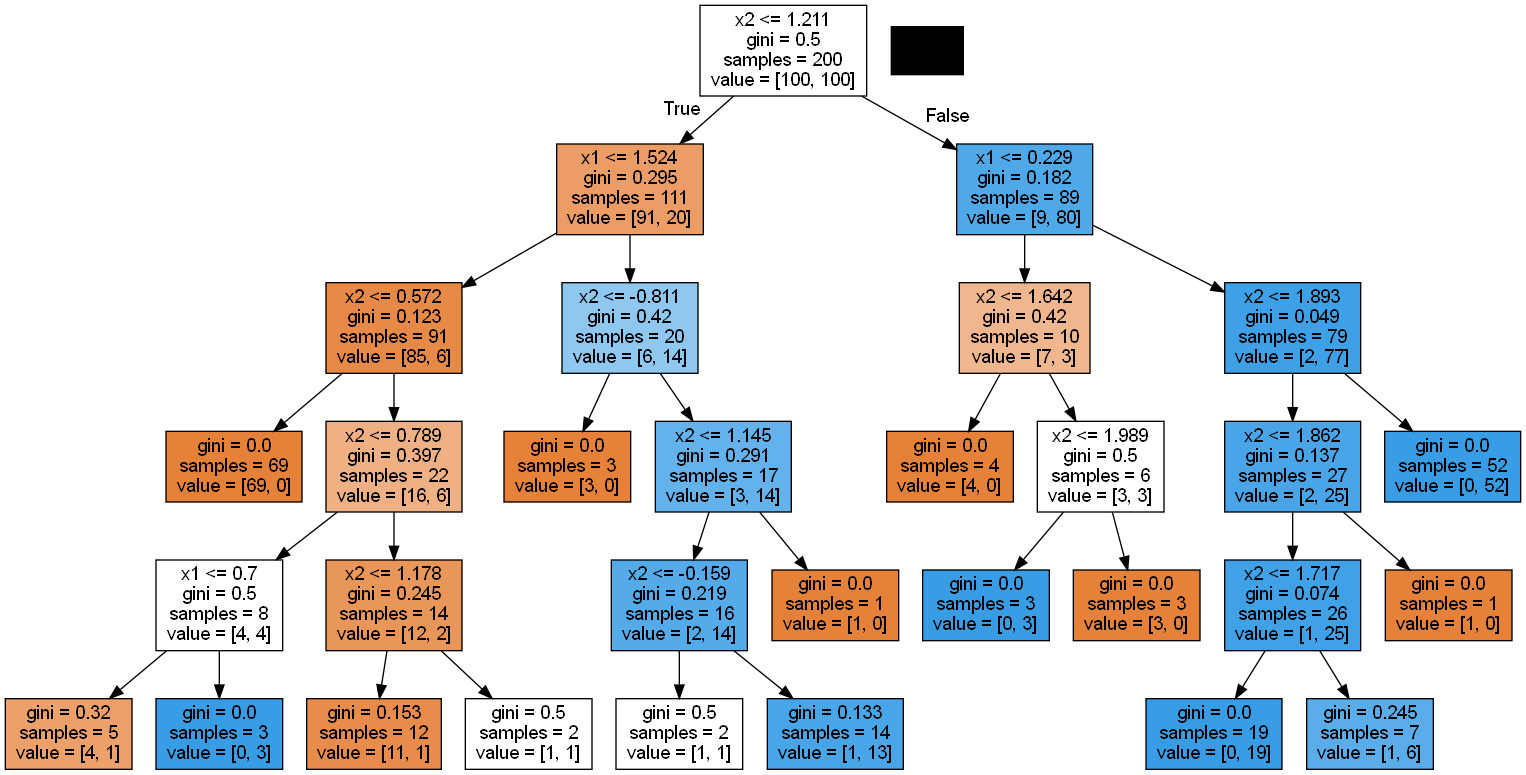 x2 <= 1.211
gini = 0.5
samples = 200
value = [100, 100]
True
False
x1 <= 1.524
gini = 0.295
samples = 111
value = [91, 20]
x1 <= 0.229
gini = 0.182
samples = 89
value = [9, 80]
x2 <= 0.572
gini = 0.123
samples = 91
value = [85, 6]
x2 <= -0.811
gini = 0.42
samples = 20
value = [6, 14]
x2 <= 1.642
gini = 0.42
samples = 10
value = [7, 3]
x2 <= 1.893
gini = 0.049
samples = 79
value = [2, 77]
gini = 0.0
samples = 69
value = [69, 0]
x2 <= 0.789
gini = 0.397
samples = 22
value = [16, 6]
gini = 0.0
samples = 3
value = [3, 0]
x2 <= 1.145
gini = 0.291
samples = 17
value = [3, 14]
gini = 0.0
samples = 4
value = [4, 0]
x2 <= 1.989
gini = 0.5
samples = 6
value = [3, 3]
x2 <= 1.862
gini = 0.137
samples = 27
value = [2, 25]
gini = 0.0
samples = 52
value = [0, 52]
x1 <= 0.7
gini = 0.5
samples = 8
value = [4, 4]
x2 <= 1.178
gini = 0.245
samples = 14
value = [12, 2]
x2 <= -0.159
gini = 0.219
samples = 16
value = [2, 14]
gini = 0.0
samples = 1
value = [1, 0]
gini = 0.0
samples = 3
value = [0, 3]
gini = 0.0
samples = 3
value = [3, 0]
x2 <= 1.717
gini = 0.074
samples = 26
value = [1, 25]
gini = 0.0
samples = 1
value = [1, 0]
gini = 0.32
samples = 5
value = [4, 1]
gini = 0.0
samples = 3
value = [0, 3]
gini = 0.153
samples = 12
value = [11, 1]
gini = 0.5
samples = 2
value = [1, 1]
gini = 0.5
samples = 2
value = [1, 1]
gini = 0.133
samples = 14
value = [1, 13]
gini = 0.0
samples = 19
value = [0, 19]
gini = 0.245
samples = 7
value = [1, 6]